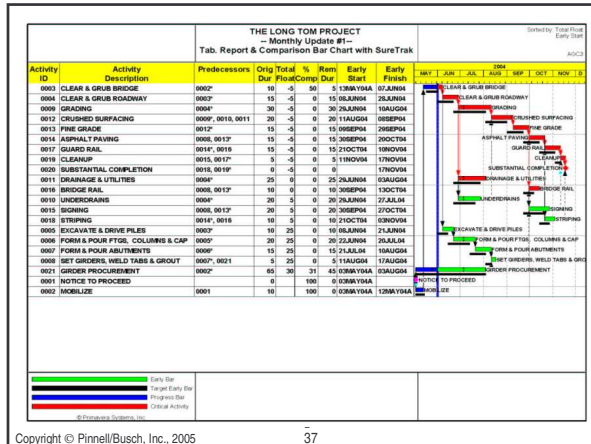 THE LONG TOM PROJECT
-- Monthly Update #1--
Tab. Report & Comparison Bar Chart with SureTrak
Sorted by: Total Float
Early Start
AGC3
Activity ID Activity Description Predecessors Orig Dur Total Float % Comp Rem Dur Early Start Early Finish 2004 MAY JUN JUL AUG SEP OCT NOV D
0003 CLEAR & GRUB BRIDGE 0002* 10 -5 50 5 13MAY04A 07JUN04 CLEAR & GRUB BRIDGE
0004 CLEAR & GRUB ROADWAY 0003* 15 -5 0 15 08JUN04 28JUN04 CLEAR & GRUB ROADWAY
0009 GRADING 0004* 30 -5 0 30 29JUN04 10AUG04 GRADING
0012 CRUSHED SURFACING 0009*, 0010, 0011 20 -5 0 20 11AUG04 08SEP04 CRUSHED SURFACING
0013 FINE GRADE 0012* 15 -5 0 15 09SEP04 29SEP04 FINE GRADE
0014 ASPHALT PAVING 0008, 0013* 15 -5 0 15 30SEP04 20OCT04 ASPHALT PAVING
0017 GUARD RAIL 0014*, 0016 15 -5 0 15 21OCT04 10NOV04 GUARD RAIL
0019 CLEANUP 0015, 0017* 5 -5 0 5 11NOV04 17NOV04 CLEANUP
0020 SUBSTANTIAL COMPLETION 0018, 0019* 0 -5 0 0 17NOV04 SUBSTANTIAL COMPLETION
0011 DRAINAGE & UTILITIES 0004* 25 0 0 25 29JUN04 03AUG04 DRAINAGE & UTILITIES
0016 BRIDGE RAIL 0008, 0013* 10 0 0 10 30SEP04 13OCT04 BRIDGE RAIL
0010 UNDERDRAINS 0004* 20 5 0 20 29JUN04 27JUL04 UNDERDRAINS
0015 SIGNING 0008, 0013* 20 5 0 20 30SEP04 27OCT04 SIGNING
0018 STRIPING 0014*, 0016 10 5 0 10 21OCT04 03NOV04 STRIPING
0005 EXCAVATE & DRIVE PILES 0003* 10 25 0 10 08JUN04 21JUN04 EXCAVATE & DRIVE PILES
0006 FORM & POUR FTGS, COLUMNS & CAP 0005* 20 25 0 20 22JUN04 20JUL04 FORM & POUR FTGS, COLUMNS & CAP
0007 FORM & POUR ABUTMENTS 0006* 15 25 0 15 21JUL04 10AUG04 FORM & POUR ABUTMENTS
0008 SET GIRDERS, WELD TABS & GROUT 0007*, 0021 5 25 0 5 11AUG04 17AUG04 SET GIRDERS, WELD TABS & GRO
0021 GIRDER PROCUREMENT 0002* 65 30 31 45 03MAY04A 03AUG04 GIRDER PROCUREMENT
0001 NOTICE TO PROCEED 0 100 0 03MAY04A NOTICE TO PROCEED
0002 MOBILIZE 0001 10 100 0 03MAY04A 12MAY04A MOBILIZE
Early Bar
Target Early Bar
Progress Bar
Critical Activity
© Primavera Systems, Inc.
Copyright © Pinnell/Busch, Inc., 2005 37